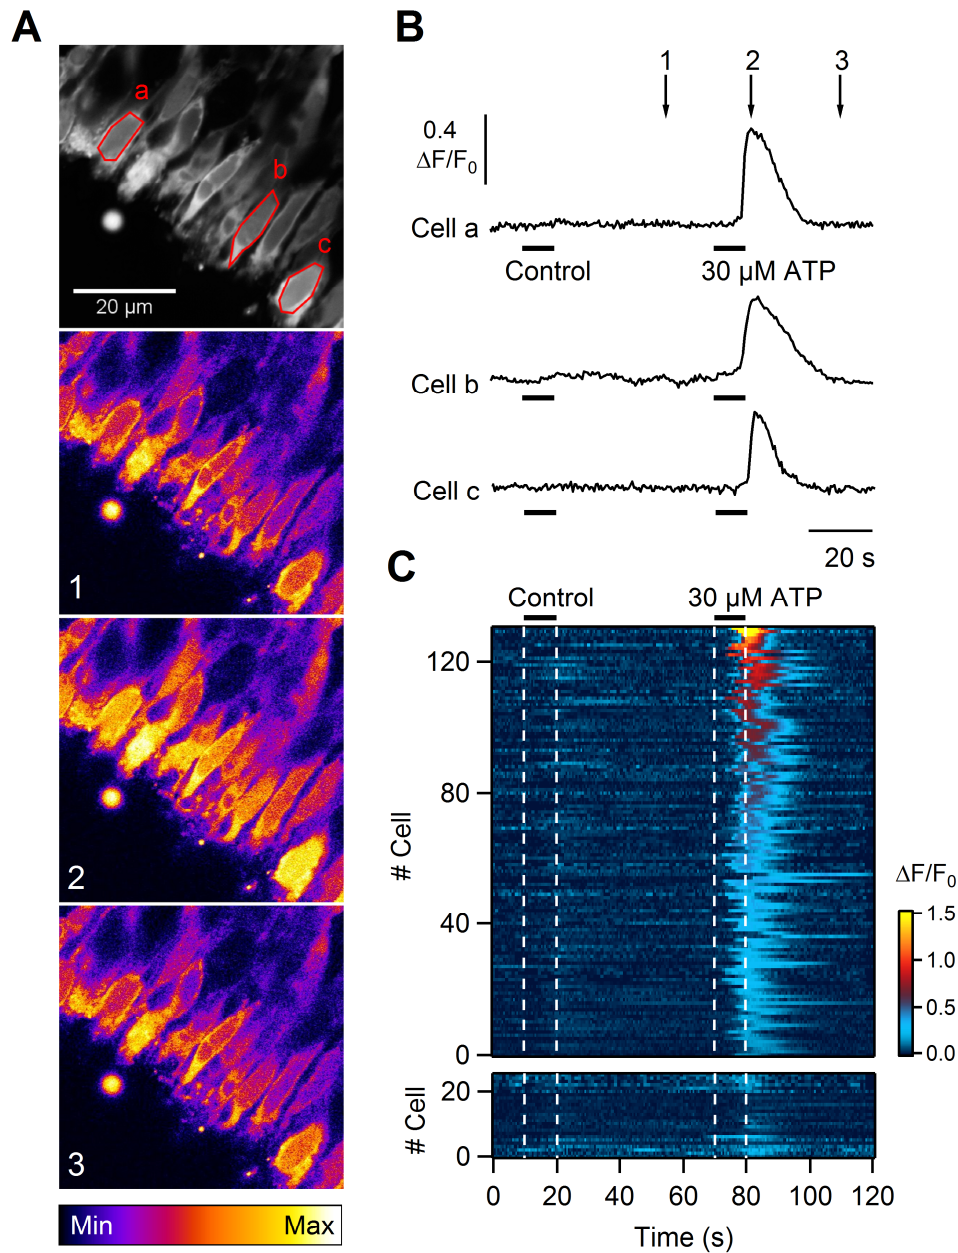 A
a
b
c
20 µm
1
2
3
Min Max
B
1 2 3
0.4
ΔF/F0
Cell a
Control 30 µM ATP
Cell b
Cell c
20 s
C
Control 30 µM ATP
120
80
40
0
# Cell
ΔF/F0
1.5
1.0
0.5
0.0
20
0
# Cell
0 20 40 60 80 100 120
Time (s)